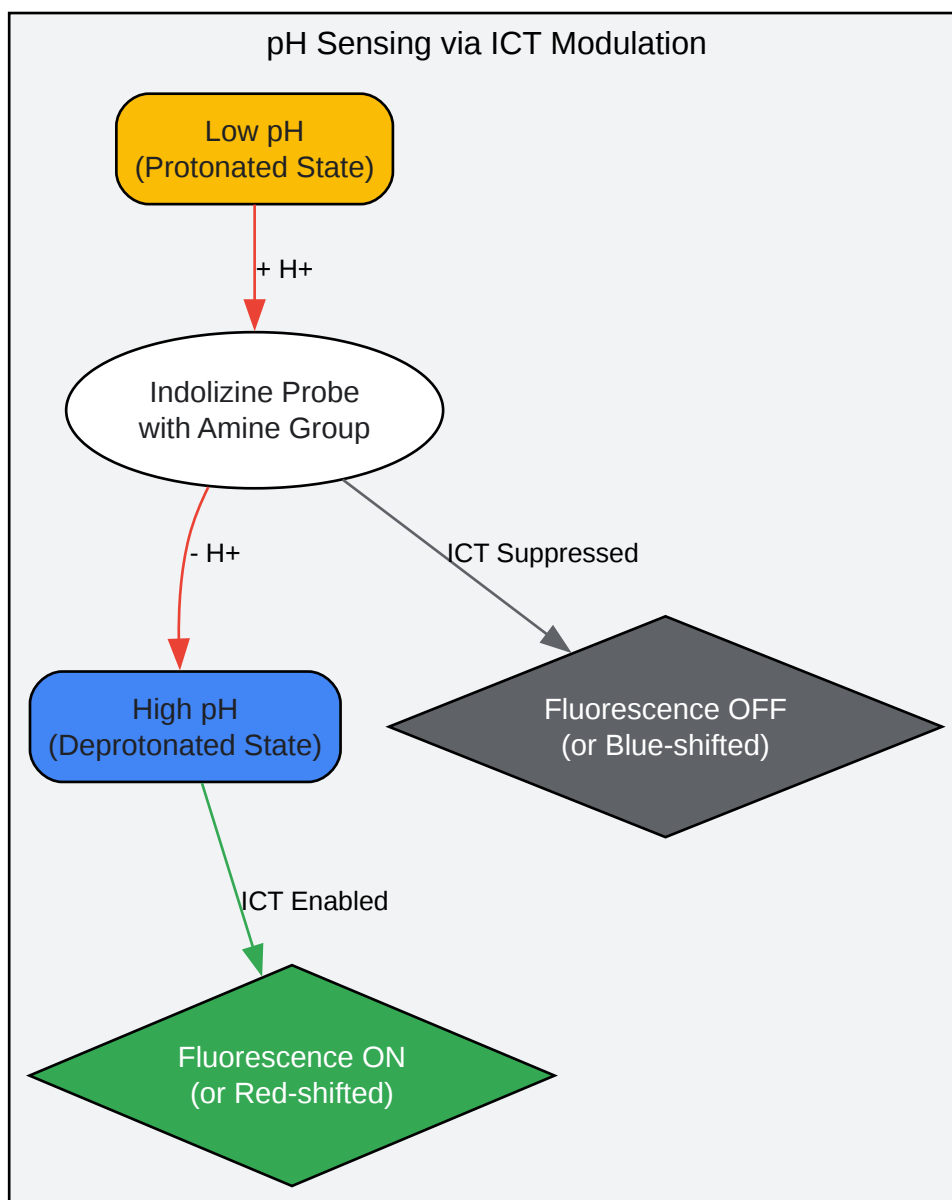 pH Sensing via ICT Modulation
Low pH
(Protonated State)
+ H+
Indolizine Probe
with Amine Group
- H+
ICT Suppressed
High pH
(Deprotonated State)
Fluorescence OFF
(or Blue-shifted)
ICT Enabled
Fluorescence ON
(or Red-shifted)